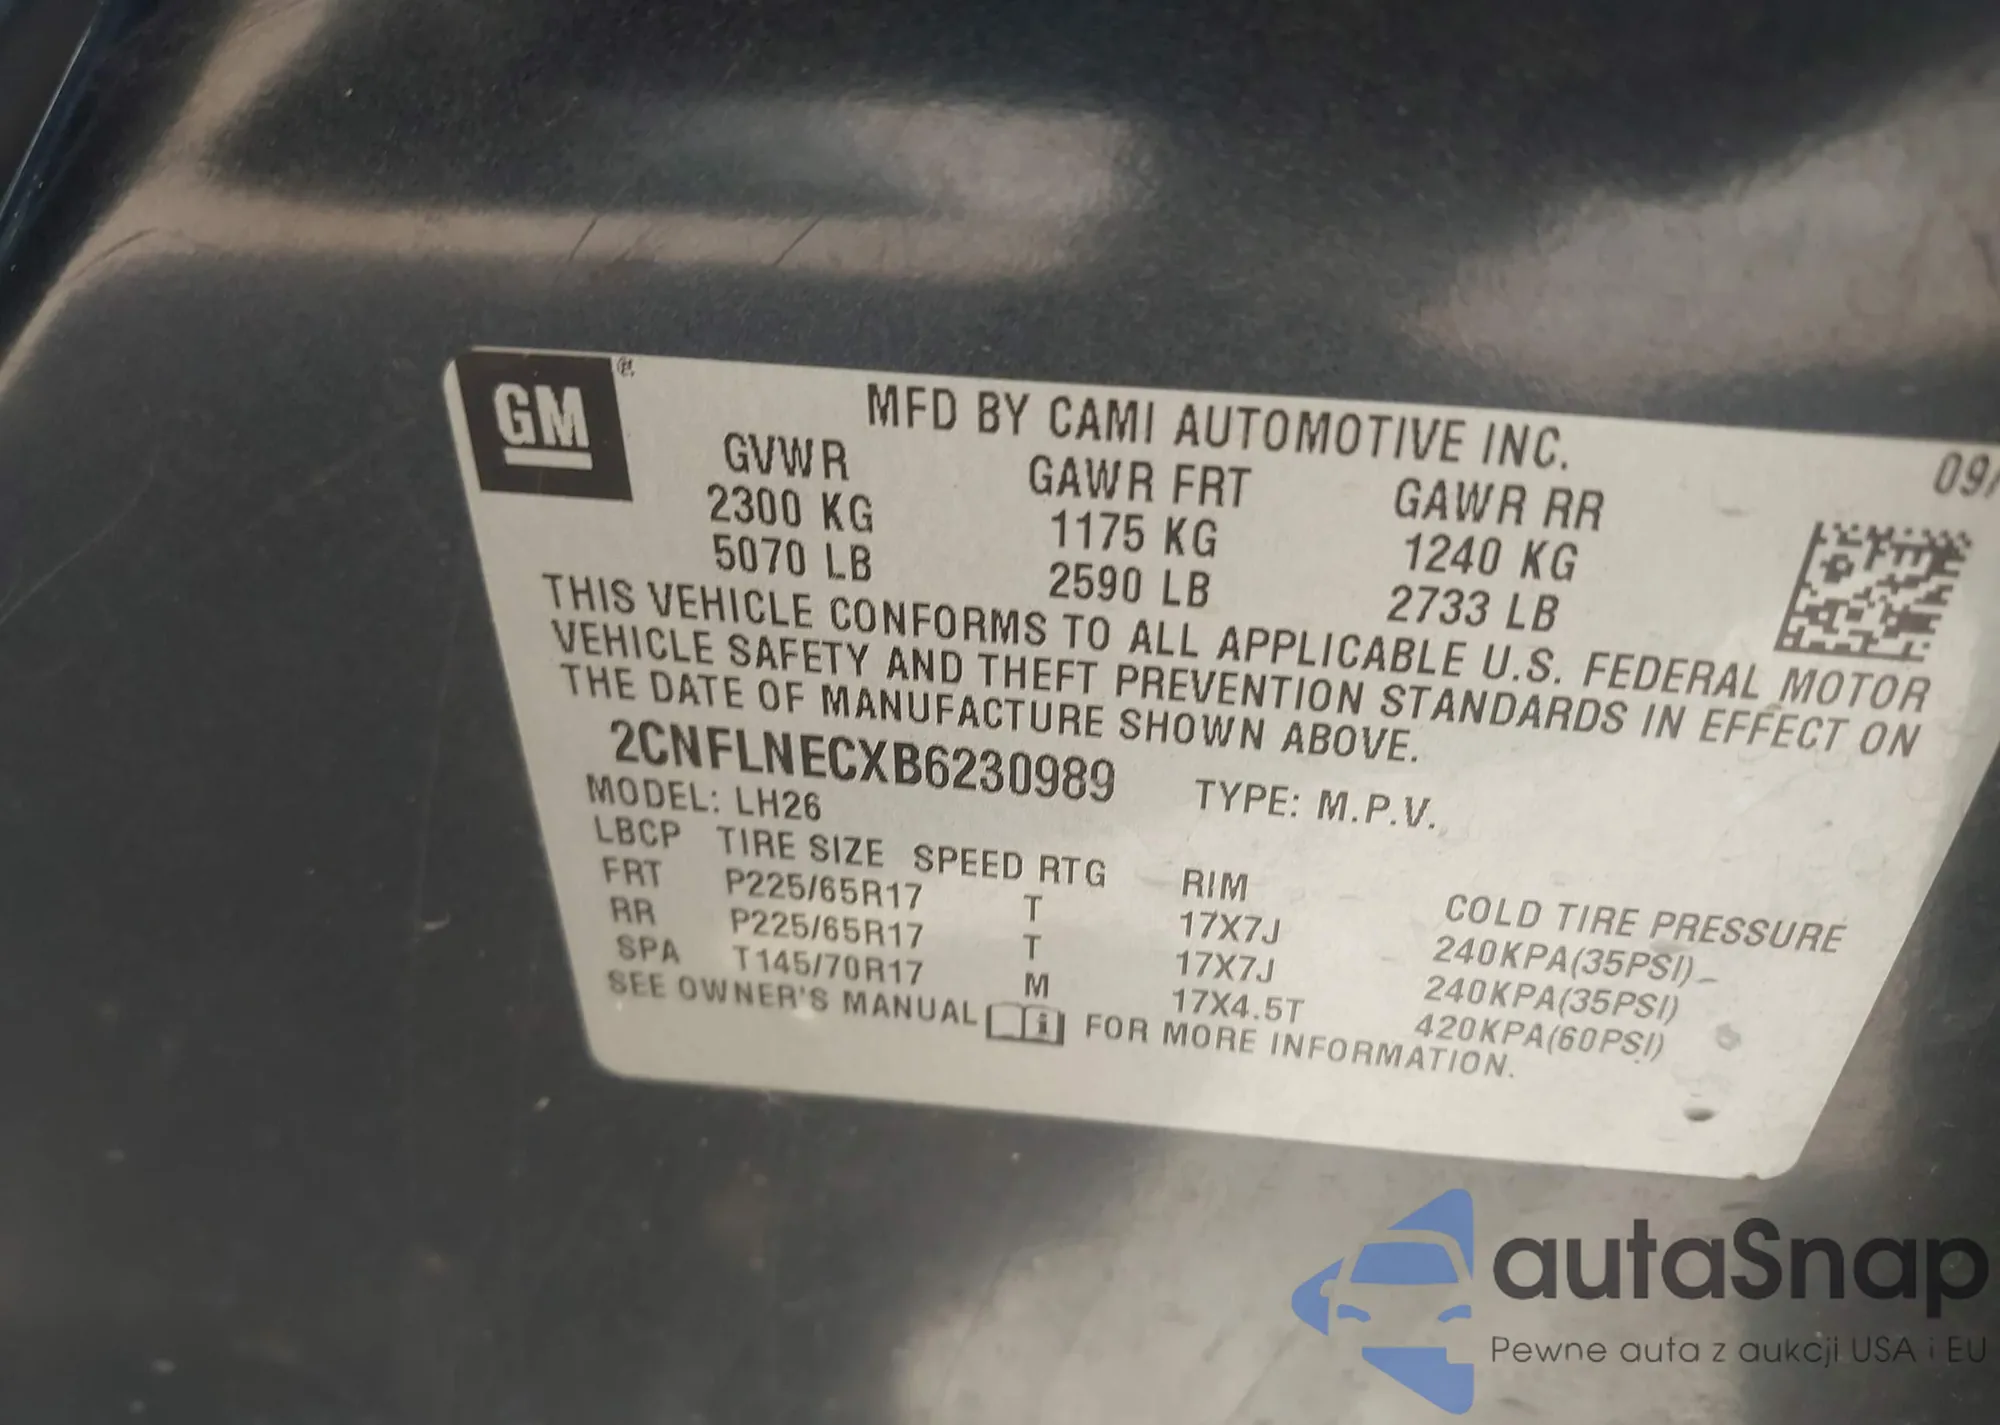 GM
MFD BY CAMI AUTOMOTIVE INC.
09/
GVWR GAWR FRT GAWR RR
2300 KG 1175 KG 1240 KG
5070 LB 2590 LB 2733 LB
THIS VEHICLE CONFORMS TO ALL APPLICABLE U.S. FEDERAL MOTOR
VEHICLE SAFETY AND THEFT PREVENTION STANDARDS IN EFFECT ON
THE DATE OF MANUFACTURE SHOWN ABOVE.
2CNFLNECXB6230989 TYPE: M.P.V.
MODEL: LH26
LBCP TIRE SIZE SPEED RTG RIM COLD TIRE PRESSURE
FRT P225/65R17 T 17X7J 240KPA(35PSI)
RR P225/65R17 T 17X7J 240KPA(35PSI)
SPA T145/70R17 M 17X4.5T 420KPA(60PSI)
SEE OWNER'S MANUAL FOR MORE INFORMATION.
autaSnap
Pewne auta z aukcji USA i EU